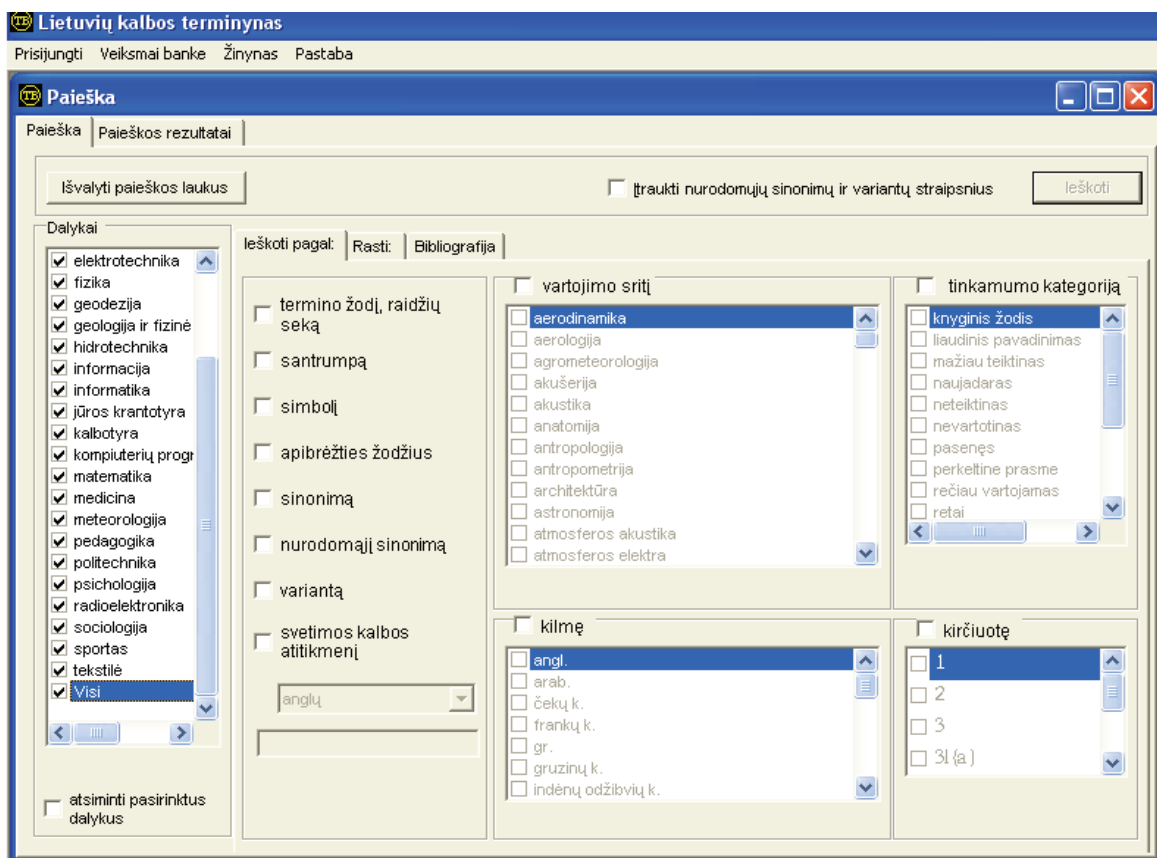 TB Lietuvių kalbos terminynas
Prisijungti Veiksmai banke Žinynas Pastaba
TB Paieška
Paieška Paieškos rezultatai
Išvalyti paieškos laukus
Įtraukti nurodomųjų sinonimų ir variantų straipsnius
Ieškoti
Dalykai
elektrotechnika
fizika
geodezija
geologija ir fizinė
hidrotechnika
informacija
informatika
jūros krantotyra
kalbotyra
kompiuterių progr
matematika
medicina
meteorologija
pedagogika
politechnika
psichologija
radioelektronika
sociologija
sportas
tekstilė
Visi
atsiminti pasirinktus
dalykus
Ieškoti pagal: Rasti: Bibliografija
termino žodį, raidžių
seką
santrumpą
simbolį
apibrėžties žodžius
sinonimą
nurodomąjį sinonimą
variantą
svetimos kalbos
atitikmenį
anglų
vartojimo sritį
aerodinamika
aerologija
agrometeorologija
akušerija
akustika
anatomija
antropologija
antropometrija
architektūra
astronomija
atmosferos akustika
atmosferos elektra
tinkamumo kategoriją
knyginis žodis
liaudinis pavadinimas
mažiau teiktinas
naujadaras
neteiktinas
nevartotinas
pasenęs
perkeltine prasme
rečiau vartojamas
retai
kilmę
angl.
arab.
čekų k.
frankų k.
gr.
gruzinų k.
indėnų odžibvių k.
kirčiuotę
1
2
3
3l{a)